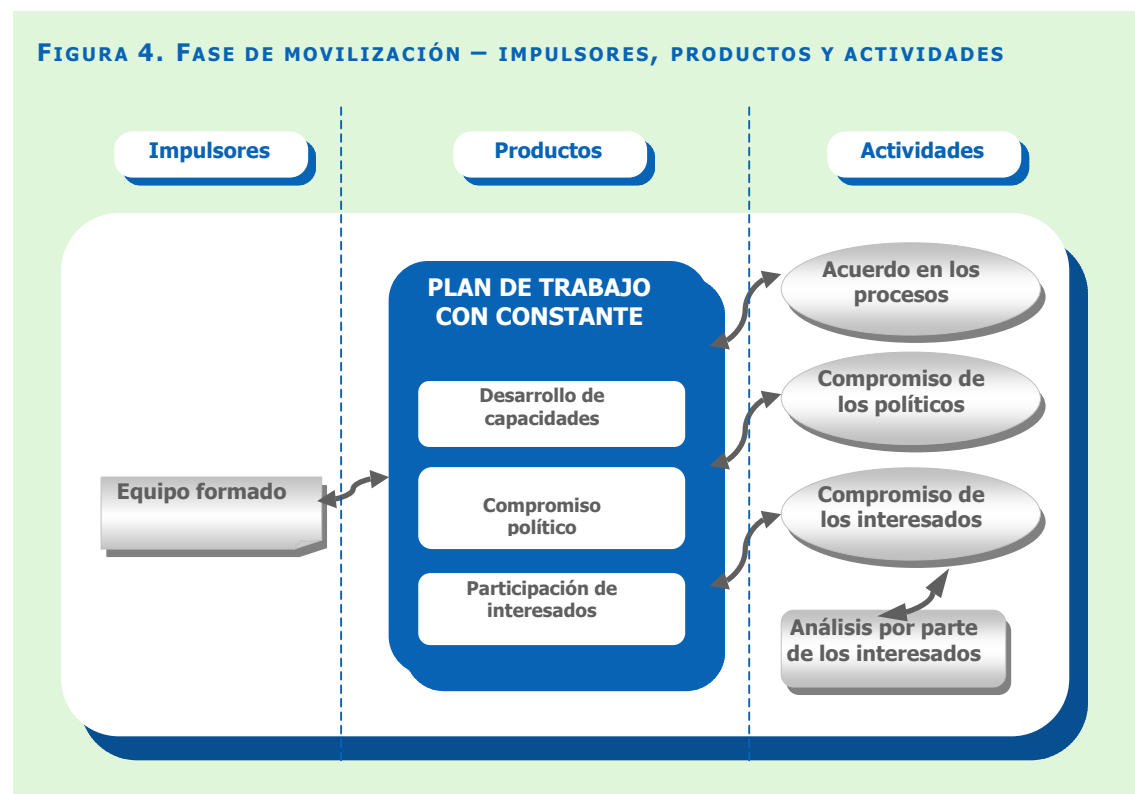 FIGURA 4. FASE DE MOVILIZACIÓN – IMPULSORES, PRODUCTOS Y ACTIVIDADES
Impulsores
Productos
Actividades
Equipo formado
PLAN DE TRABAJO
CON CONSTANTE
Desarrollo de
capacidades
Compromiso
político
Participación de
interesados
Acuerdo en los
procesos
Compromiso de
los políticos
Compromiso de
los interesados
Análisis por parte
de los interesados